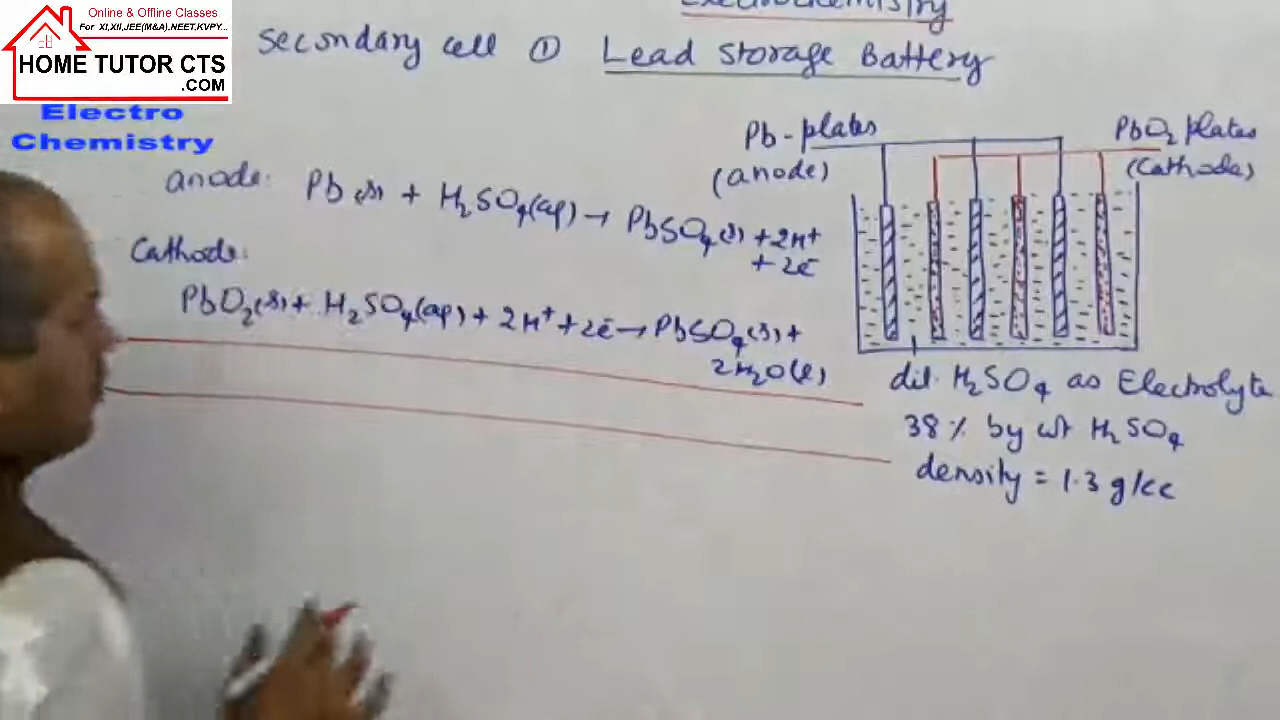 Online & Offline Classes
For XI,XII,JEE(M&A),NEET,KVPY...
HOME TUTOR CTS
.COM
Electro
Chemistry
Electrochemistry
Secondary cell ① Lead Storage Battery
Pb-plates
(anode)
PbO₂ plates
(Cathode)
anode: Pb(s) + H₂SO₄(aq) → PbSO₄(s) + 2H⁺
+ 2e⁻
Cathode:
PbO₂(s) + H₂SO₄(aq) + 2H⁺ + 2e⁻ → PbSO₄(s) +
2H₂O(l)
dil. H₂SO₄ as Electrolyte
38% by wt H₂SO₄
density = 1.3 g/cc